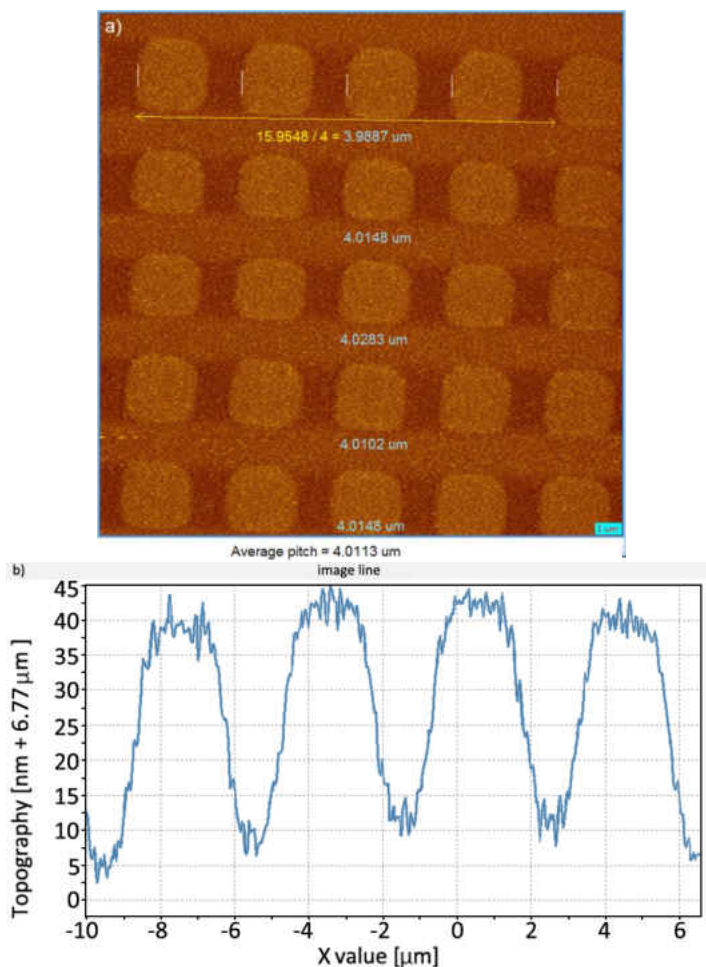 a)
15.9548 / 4 = 3.9887 um
4.0148 um
4.0283 um
4.0102 um
4.0148 um
1 um
Average pitch = 4.0113 um
b)
image line
Topography [nm + 6.77 µm]
45
40
35
30
25
20
15
10
5
0
-10 -8 -6 -4 -2 0 2 4 6
X value [µm]